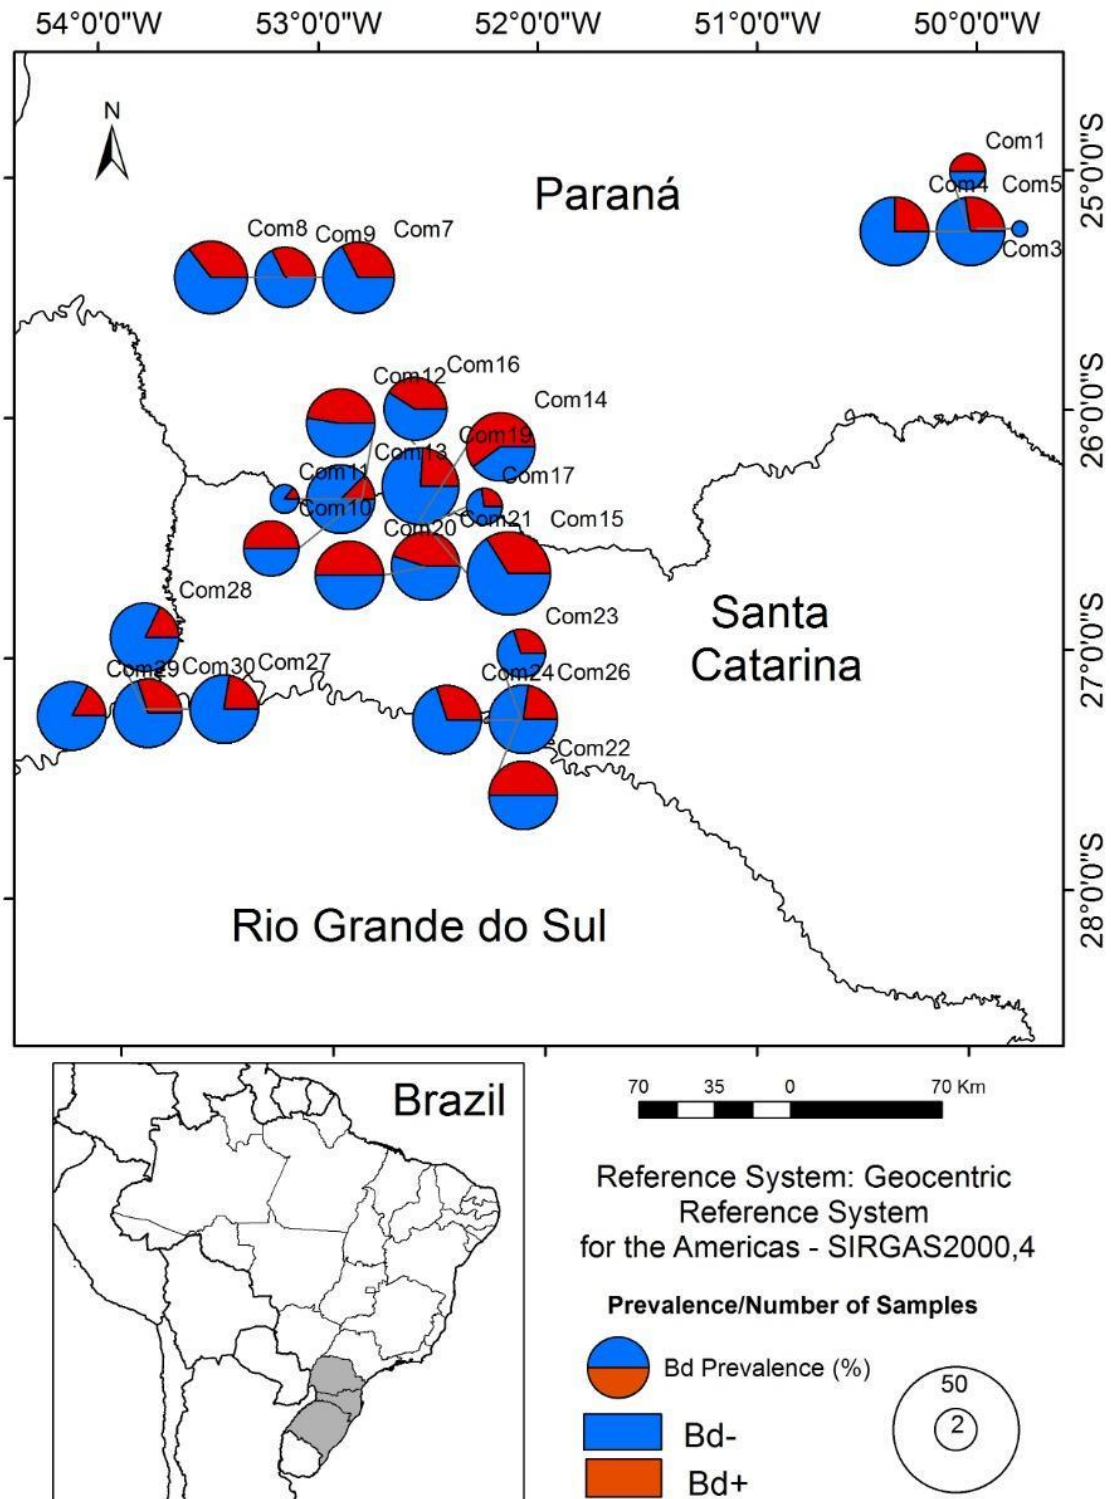 54°0'0"W 53°0'0"W 52°0'0"W 51°0'0"W 50°0'0"W
N
Com1
25°0'0"S
Paraná
Com4 Com5
Com8 Com9 Com7
Com3
Com16
Com12
Com14
26°0'0"S
Com19
Com13
Com11
Com17
Com10
Com20 Com21 Com15
Com28
Santa
Catarina
Com23
27°0'0"S
Com29 Com30 Com27
Com24 Com26
Com22
28°0'0"S
Rio Grande do Sul
Brazil
70 35 0 70 Km
Reference System: Geocentric
Reference System
for the Americas - SIRGAS2000,4
Prevalence/Number of Samples
Bd Prevalence (%)
50
2
Bd-
Bd+